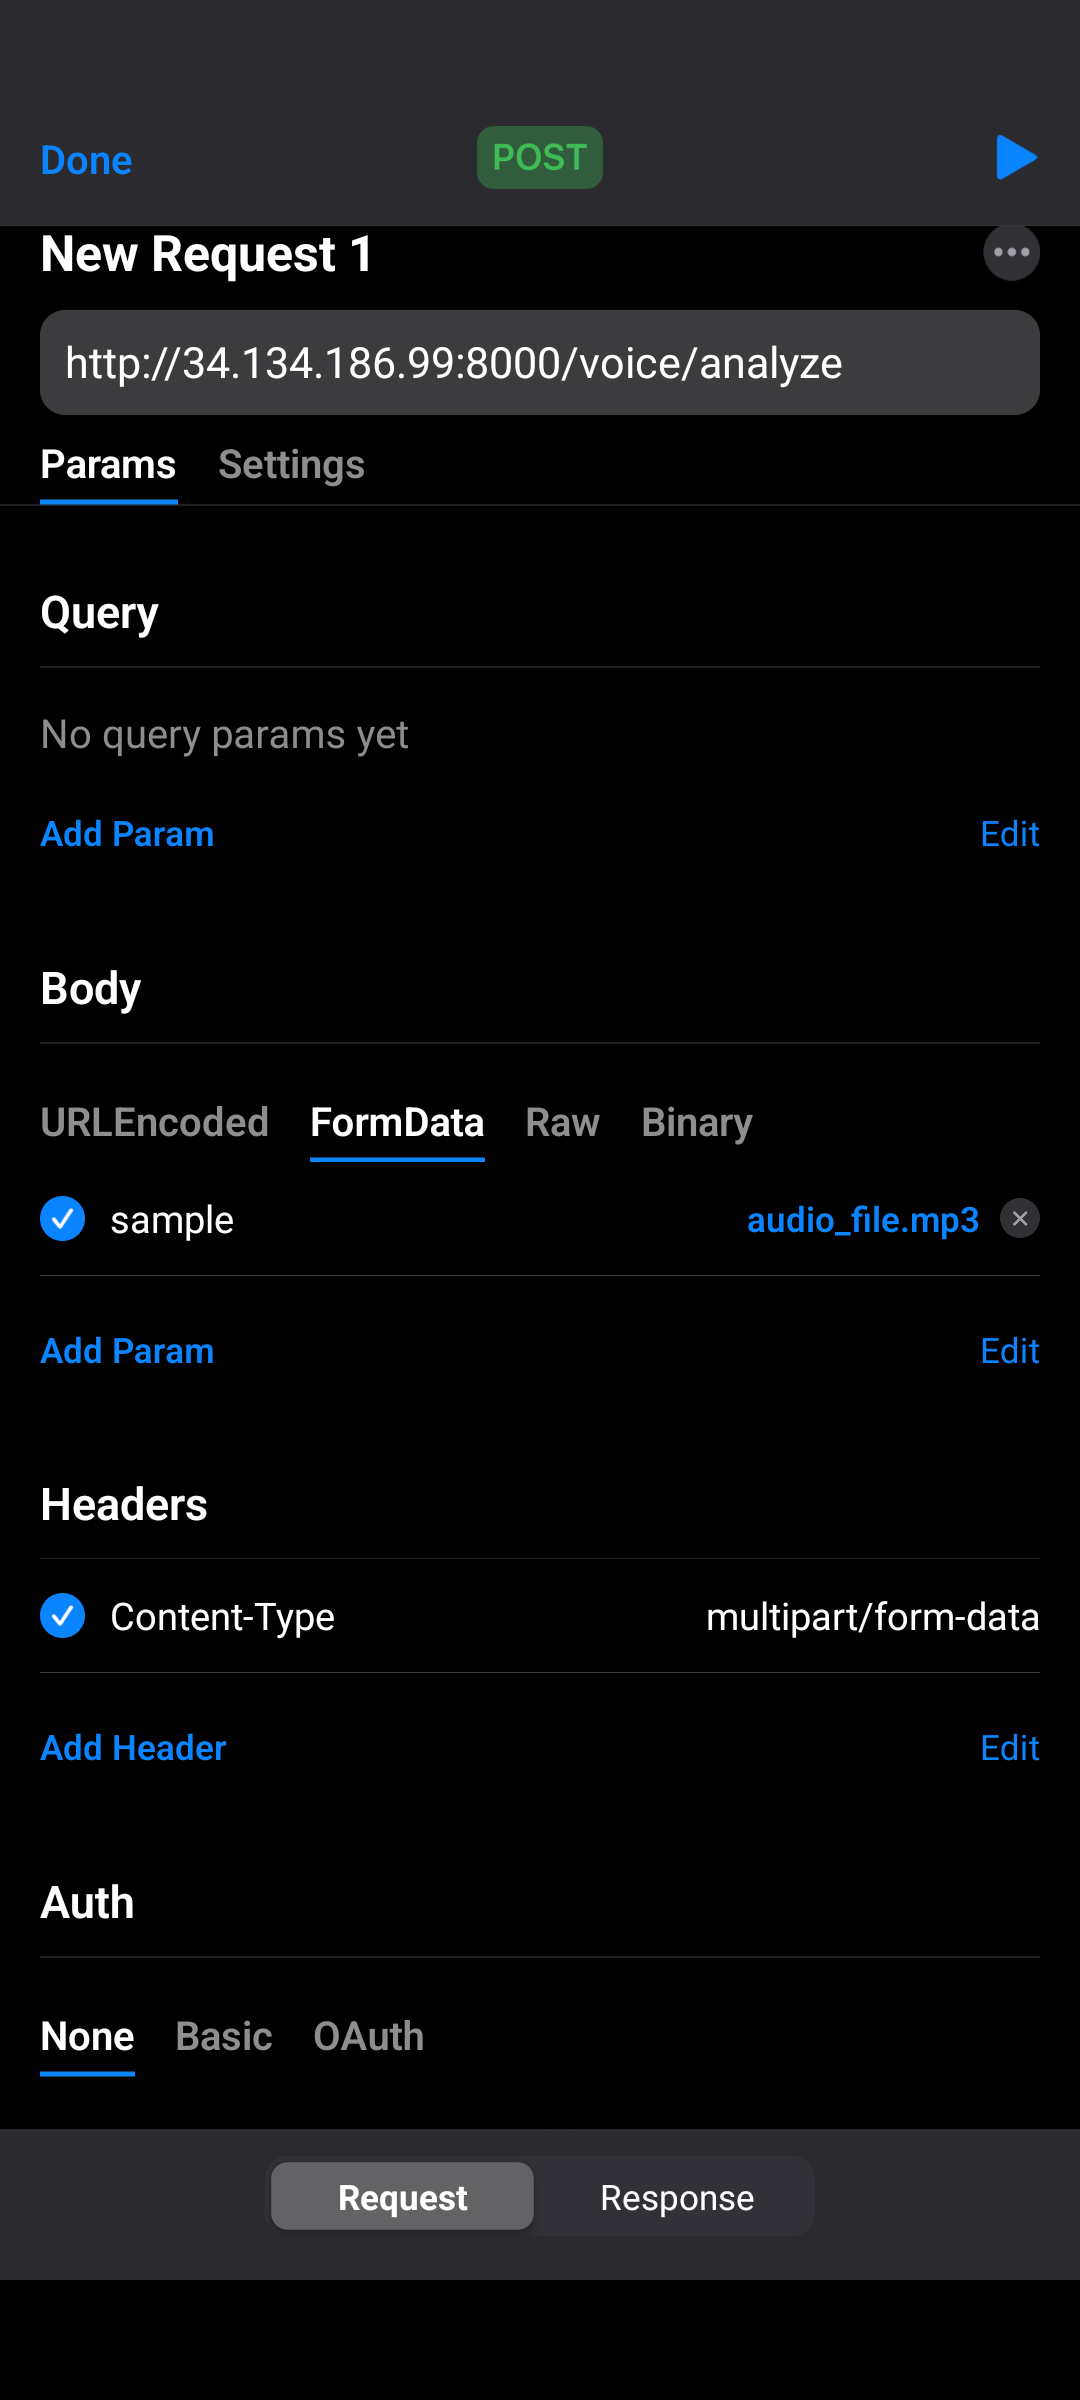 Done
POST
New Request 1
http://34.134.186.99:8000/voice/analyze
Params Settings
Query
No query params yet
Add Param Edit
Body
URLEncoded FormData Raw Binary
sample audio_file.mp3
Add Param Edit
Headers
Content-Type multipart/form-data
Add Header Edit
Auth
None Basic OAuth
Request Response